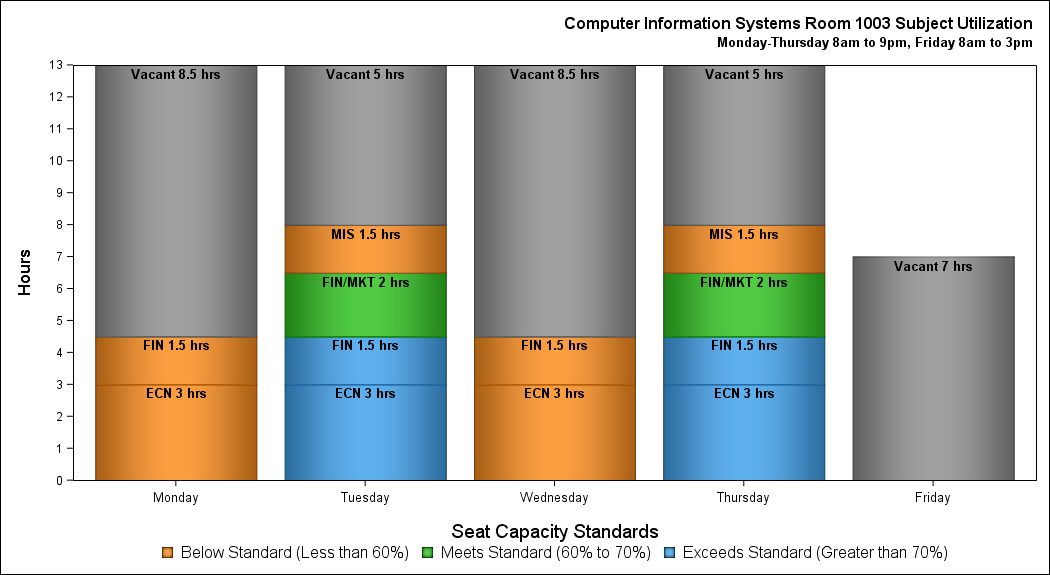 Computer Information Systems Room 1003 Subject Utilization
Monday-Thursday 8am to 9pm, Friday 8am to 3pm
Hours
13
12
11
10
9
8
7
6
5
4
3
2
1
0
Vacant 8.5 hrs
FIN 1.5 hrs
ECN 3 hrs
Vacant 5 hrs
MIS 1.5 hrs
FIN/MKT 2 hrs
FIN 1.5 hrs
ECN 3 hrs
Vacant 8.5 hrs
FIN 1.5 hrs
ECN 3 hrs
Vacant 5 hrs
MIS 1.5 hrs
FIN/MKT 2 hrs
FIN 1.5 hrs
ECN 3 hrs
Vacant 7 hrs
Monday Tuesday Wednesday Thursday Friday
Seat Capacity Standards
Below Standard (Less than 60%) Meets Standard (60% to 70%) Exceeds Standard (Greater than 70%)